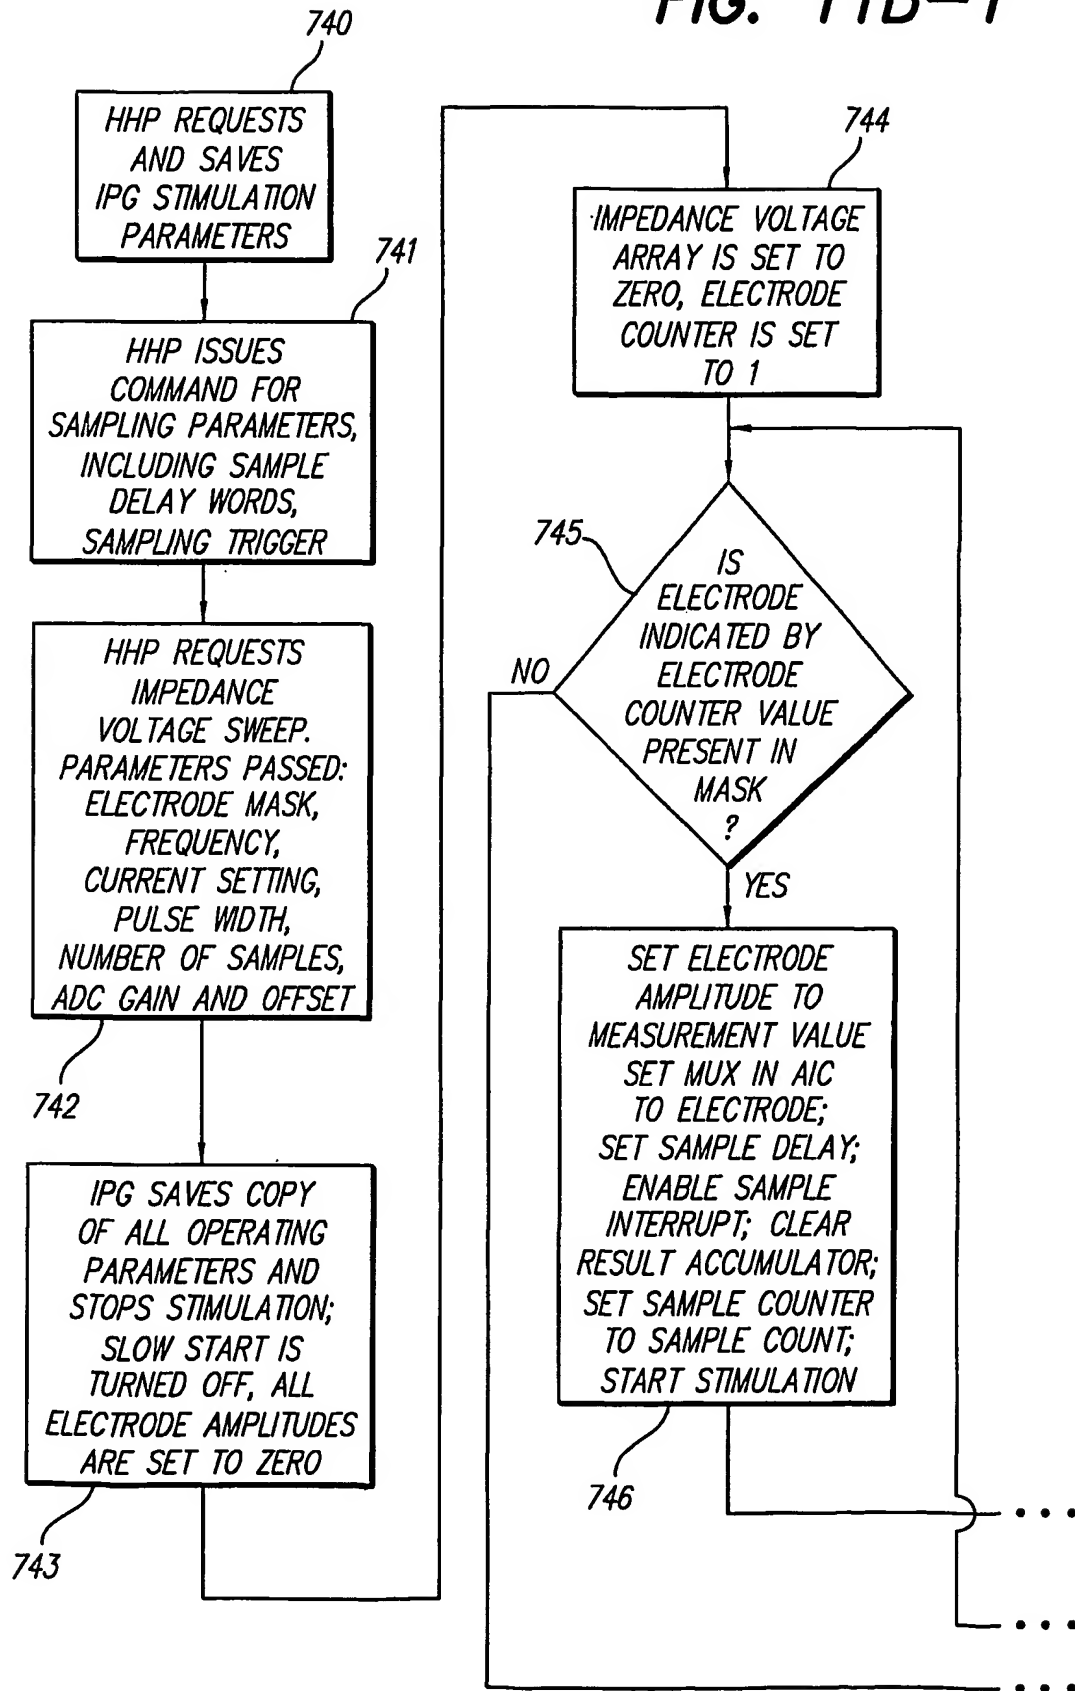 FIG. 11B-1
740
HHP REQUESTS
AND SAVES
IPG STIMULATION
PARAMETERS
741
HHP ISSUES
COMMAND FOR
SAMPLING PARAMETERS,
INCLUDING SAMPLE
DELAY WORDS,
SAMPLING TRIGGER
HHP REQUESTS
IMPEDANCE
VOLTAGE SWEEP.
PARAMETERS PASSED:
ELECTRODE MASK,
FREQUENCY,
CURRENT SETTING,
PULSE WIDTH,
NUMBER OF SAMPLES,
ADC GAIN AND OFFSET
742
IPG SAVES COPY
OF ALL OPERATING
PARAMETERS AND
STOPS STIMULATION;
SLOW START IS
TURNED OFF, ALL
ELECTRODE AMPLITUDES
ARE SET TO ZERO
743
744
IMPEDANCE VOLTAGE
ARRAY IS SET TO
ZERO, ELECTRODE
COUNTER IS SET
TO 1
745
IS
ELECTRODE
INDICATED BY
ELECTRODE
COUNTER VALUE
PRESENT IN
MASK
?
NO
YES
SET ELECTRODE
AMPLITUDE TO
MEASUREMENT VALUE
SET MUX IN AIC
TO ELECTRODE;
SET SAMPLE DELAY;
ENABLE SAMPLE
INTERRUPT; CLEAR
RESULT ACCUMULATOR;
SET SAMPLE COUNTER
TO SAMPLE COUNT;
START STIMULATION
746